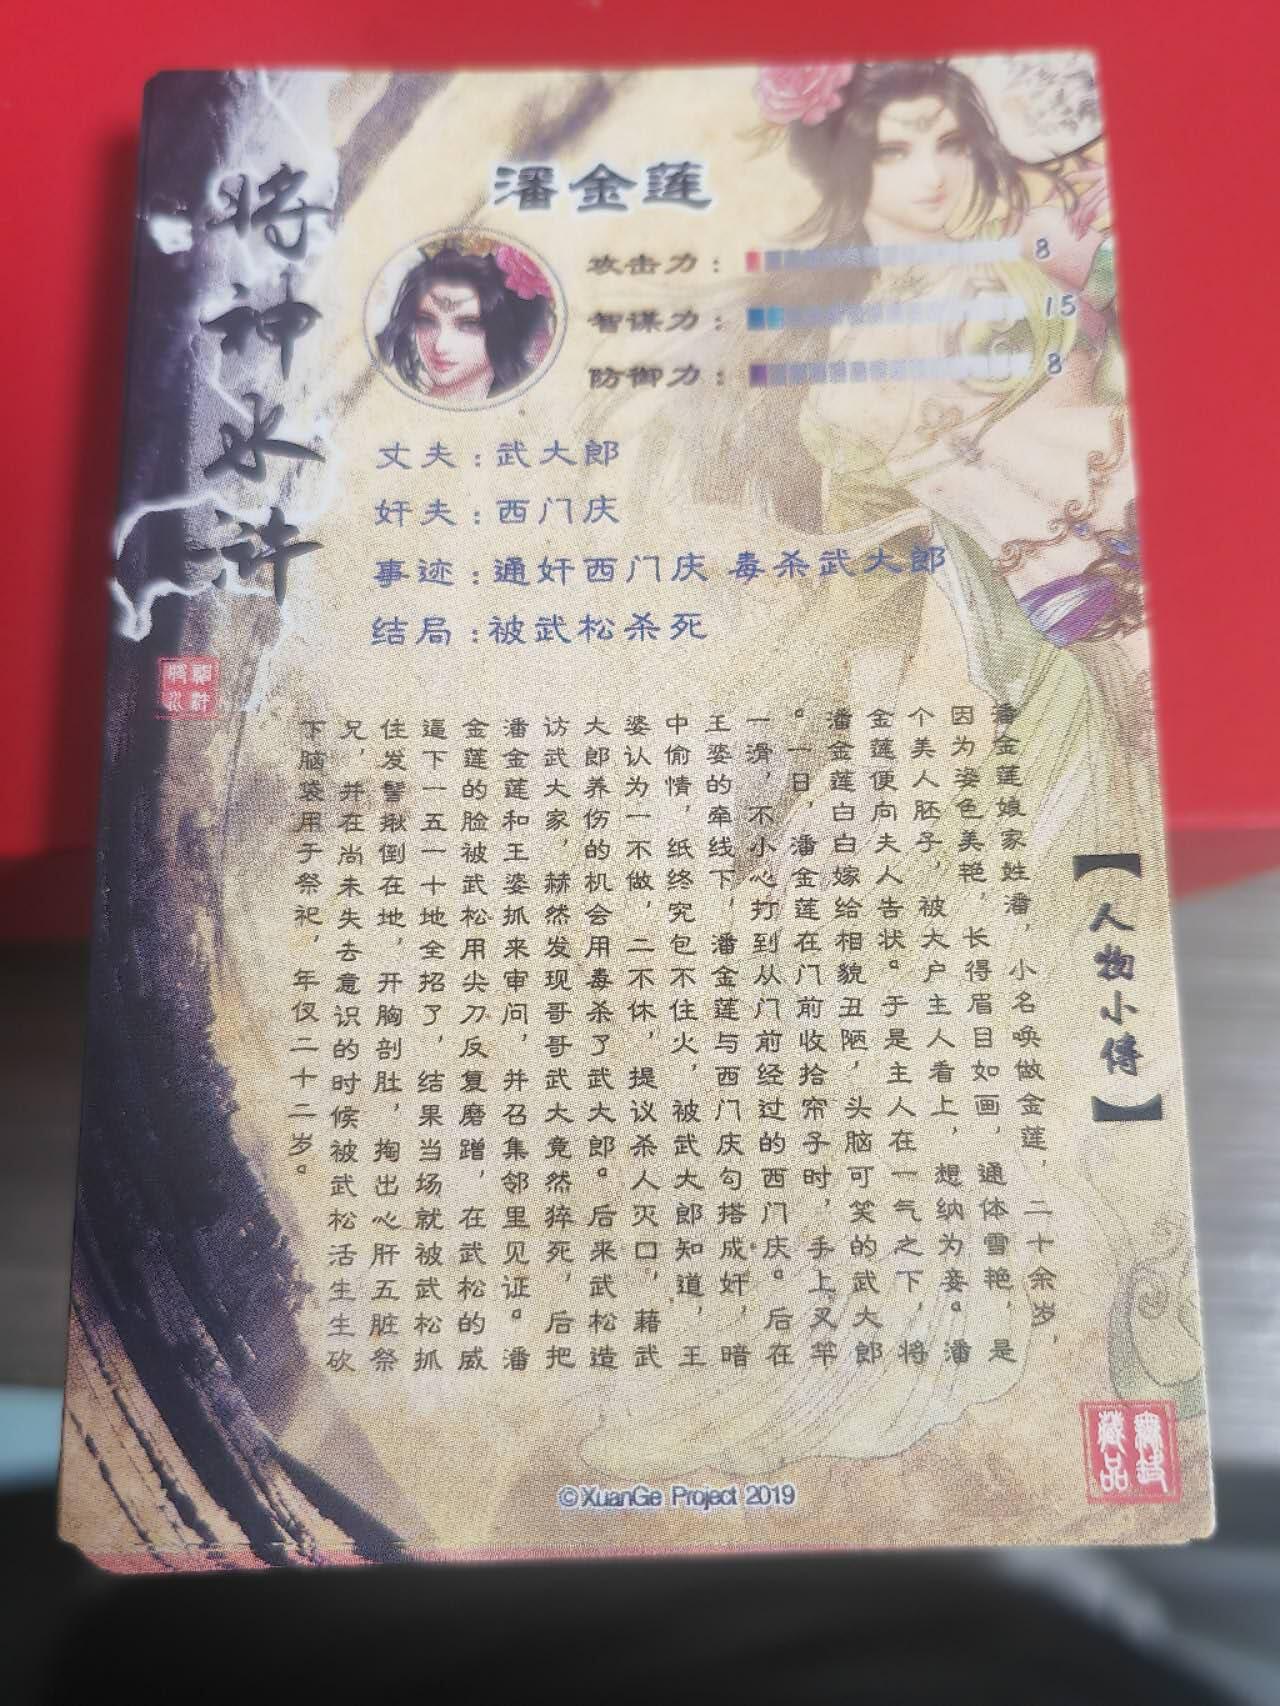 将神水浒
潘金莲
攻击力：8
智谋力：15
防御力：8
丈夫：武大郎
奸夫：西门庆
事迹：通奸西门庆 毒杀武大郎
结局：被武松杀死
【人物小传】
潘金莲娘家姓潘，小名唤做金莲，二十余岁，
因为姿色美艳，长得眉目如画，通体雪艳，是
个美人胚子，被大户主人看上，想纳为妾。潘
金莲便向夫人告状。于是主人在一气之下，将
潘金莲白白嫁给相貌丑陋，头脑可笑的武大郎
。一日，潘金莲在门前收拾帘子时，手上叉竿
一滑，不小心打到从门前经过的西门庆。后在
王婆的牵线下，潘金莲与西门庆勾搭成奸，暗
中偷情，纸终究包不住火，被武大郎知道，王
婆认为一不做，二不休，提议杀人灭口，藉武
大郎养伤的机会用毒杀了武大郎。后来武松造
访武大家，赫然发现哥哥武大竟然猝死，后把
潘金莲和王婆抓来审问，并召集邻里见证。潘
金莲的脸被武松用尖刀反复磨蹭，在武松的威
逼下一五一十地全招了，结果当场就被武松抓
住发髻揪倒在地，开胸剖肚，掏出心肝五脏祭
兄，并在尚未失去意识的时候被武松活生生砍
下脑袋用于祭祀，年仅二十二岁。
藏品
©XuanGe Project 2019